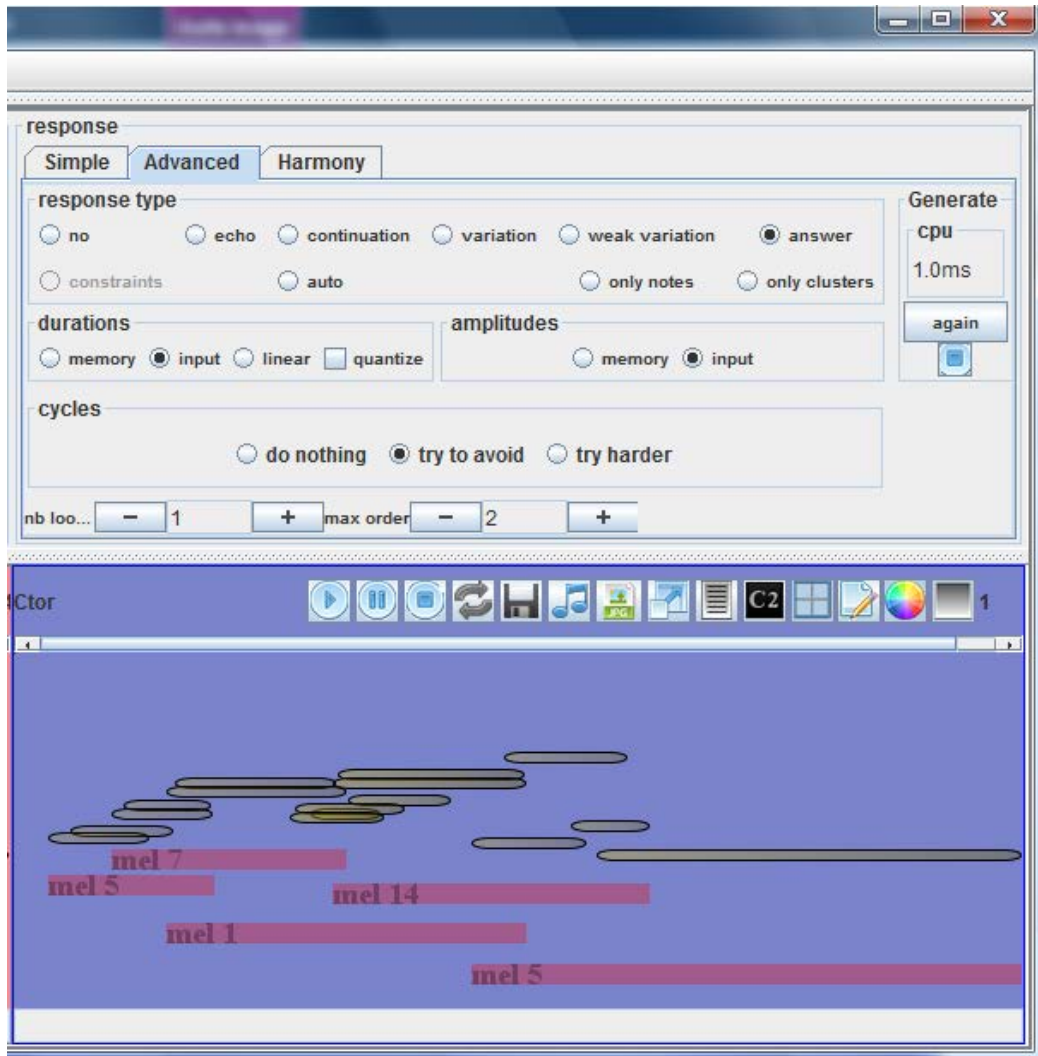 response
Simple Advanced Harmony
response type
no echo continuation variation weak variation answer
constraints auto only notes only clusters
Generate
cpu
1.0ms
again
durations
memory input linear quantize
amplitudes
memory input
cycles
do nothing try to avoid try harder
nb loo... − 1 + max order − 2 +
Ctor JPG C2 1
mel 7
mel 5
mel 14
mel 1
mel 5